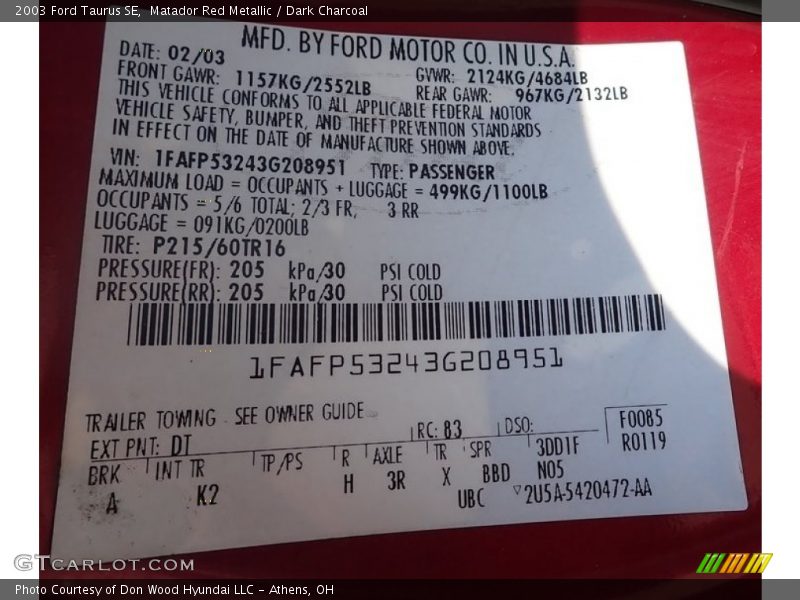 2003 Ford Taurus SE, Matador Red Metallic / Dark Charcoal
MFD. BY FORD MOTOR CO. IN U.S.A.
DATE: 02/03
FRONT GAWR: 1157KG/2552LB
GVWR: 2124KG/4684LB
REAR GAWR: 967KG/2132LB
THIS VEHICLE CONFORMS TO ALL APPLICABLE FEDERAL MOTOR
VEHICLE SAFETY, BUMPER, AND THEFT PREVENTION STANDARDS
IN EFFECT ON THE DATE OF MANUFACTURE SHOWN ABOVE.
VIN: 1FAFP53243G208951 TYPE: PASSENGER
MAXIMUM LOAD = OCCUPANTS + LUGGAGE = 499KG/1100LB
OCCUPANTS = 5/6 TOTAL; 2/3 FR, 3 RR
LUGGAGE = 091KG/0200LB
TIRE: P215/60TR16
PRESSURE(FR): 205 kPa/30 PSI COLD
PRESSURE(RR): 205 kPa/30 PSI COLD
1FAFP53243G208951
TRAILER TOWING - SEE OWNER GUIDE
EXT PNT: DT RC: 83 DSO: F0085
R0119
BRK INT TR TP/PS R AXLE TR SPR 3DD1F
A K2 H 3R X BBD N05
UBC ▽2U5A-5420472-AA
GTCARLOT.COM
Photo Courtesy of Don Wood Hyundai LLC - Athens, OH